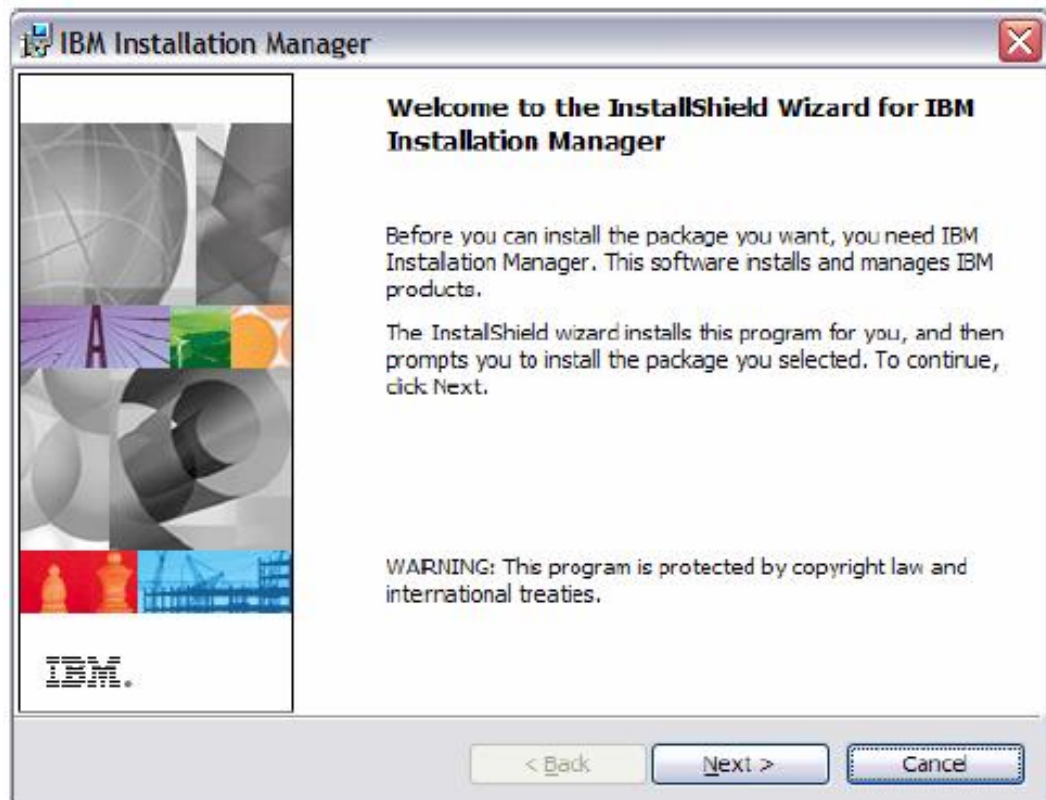 IBM Installation Manager
Welcome to the InstallShield Wizard for IBM
Installation Manager
Before you can install the package you want, you need IBM
Installation Manager. This software installs and manages IBM
products.
The InstallShield wizard installs this program for you, and then
prompts you to install the package you selected. To continue,
click Next.
WARNING: This program is protected by copyright law and
international treaties.
IBM.
< Back
Next >
Cancel